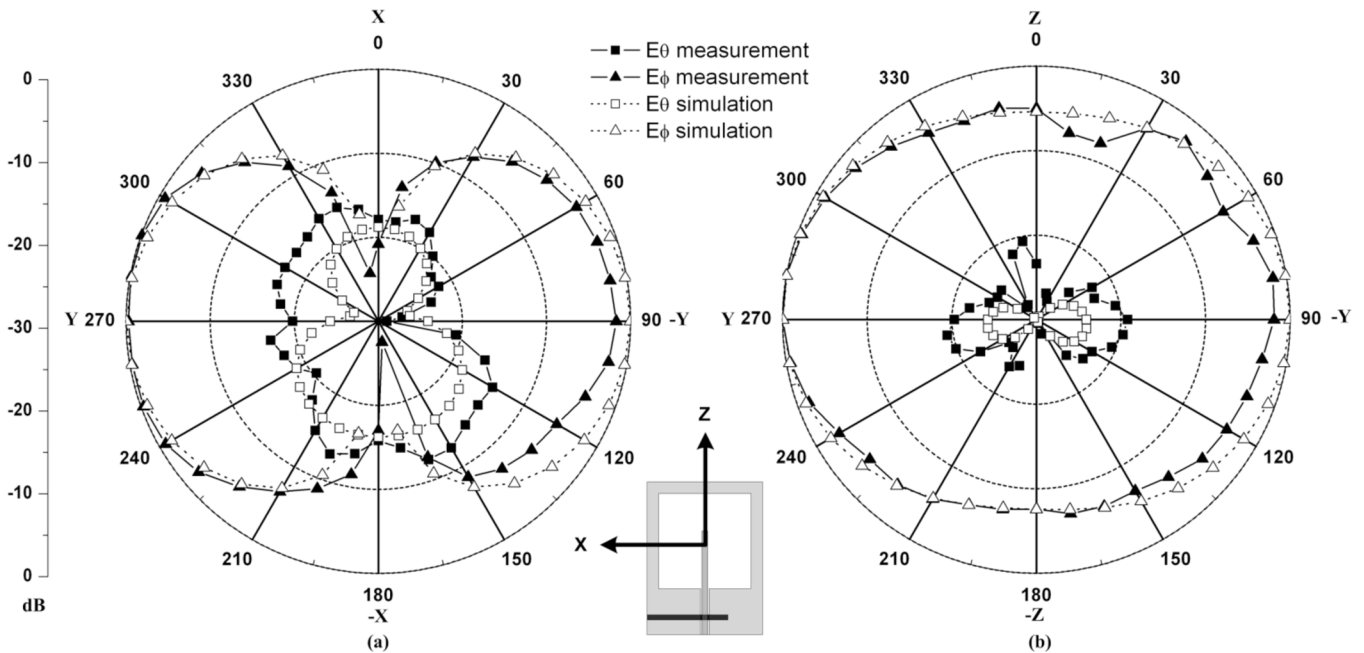 X
0
330
30
300
60
Y 270
90 -Y
240
120
210
150
180
-X
(a)
0
-10
-20
-30
-20
-10
0
dB
Eθ measurement
Eϕ measurement
Eθ simulation
Eϕ simulation
Z
X
Z
0
330
30
300
60
Y 270
90 -Y
240
120
210
150
180
-Z
(b)